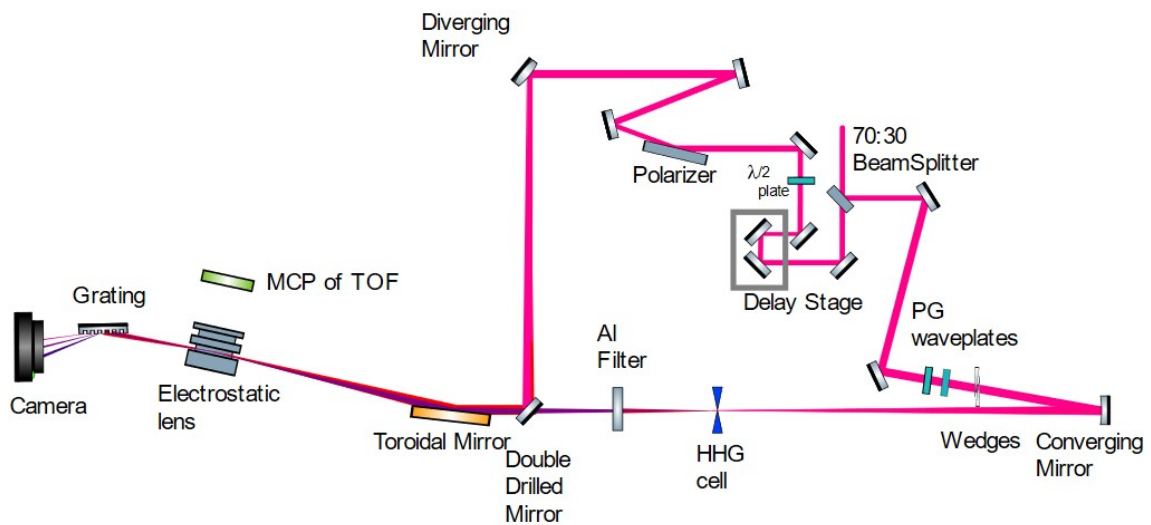 Diverging
Mirror
70:30
BeamSplitter
Polarizer
λ/2
plate
MCP of TOF
Grating
Delay Stage
PG
waveplates
Al
Filter
Camera
Electrostatic
lens
Toroidal Mirror
Double
Drilled
Mirror
HHG
cell
Wedges
Converging
Mirror